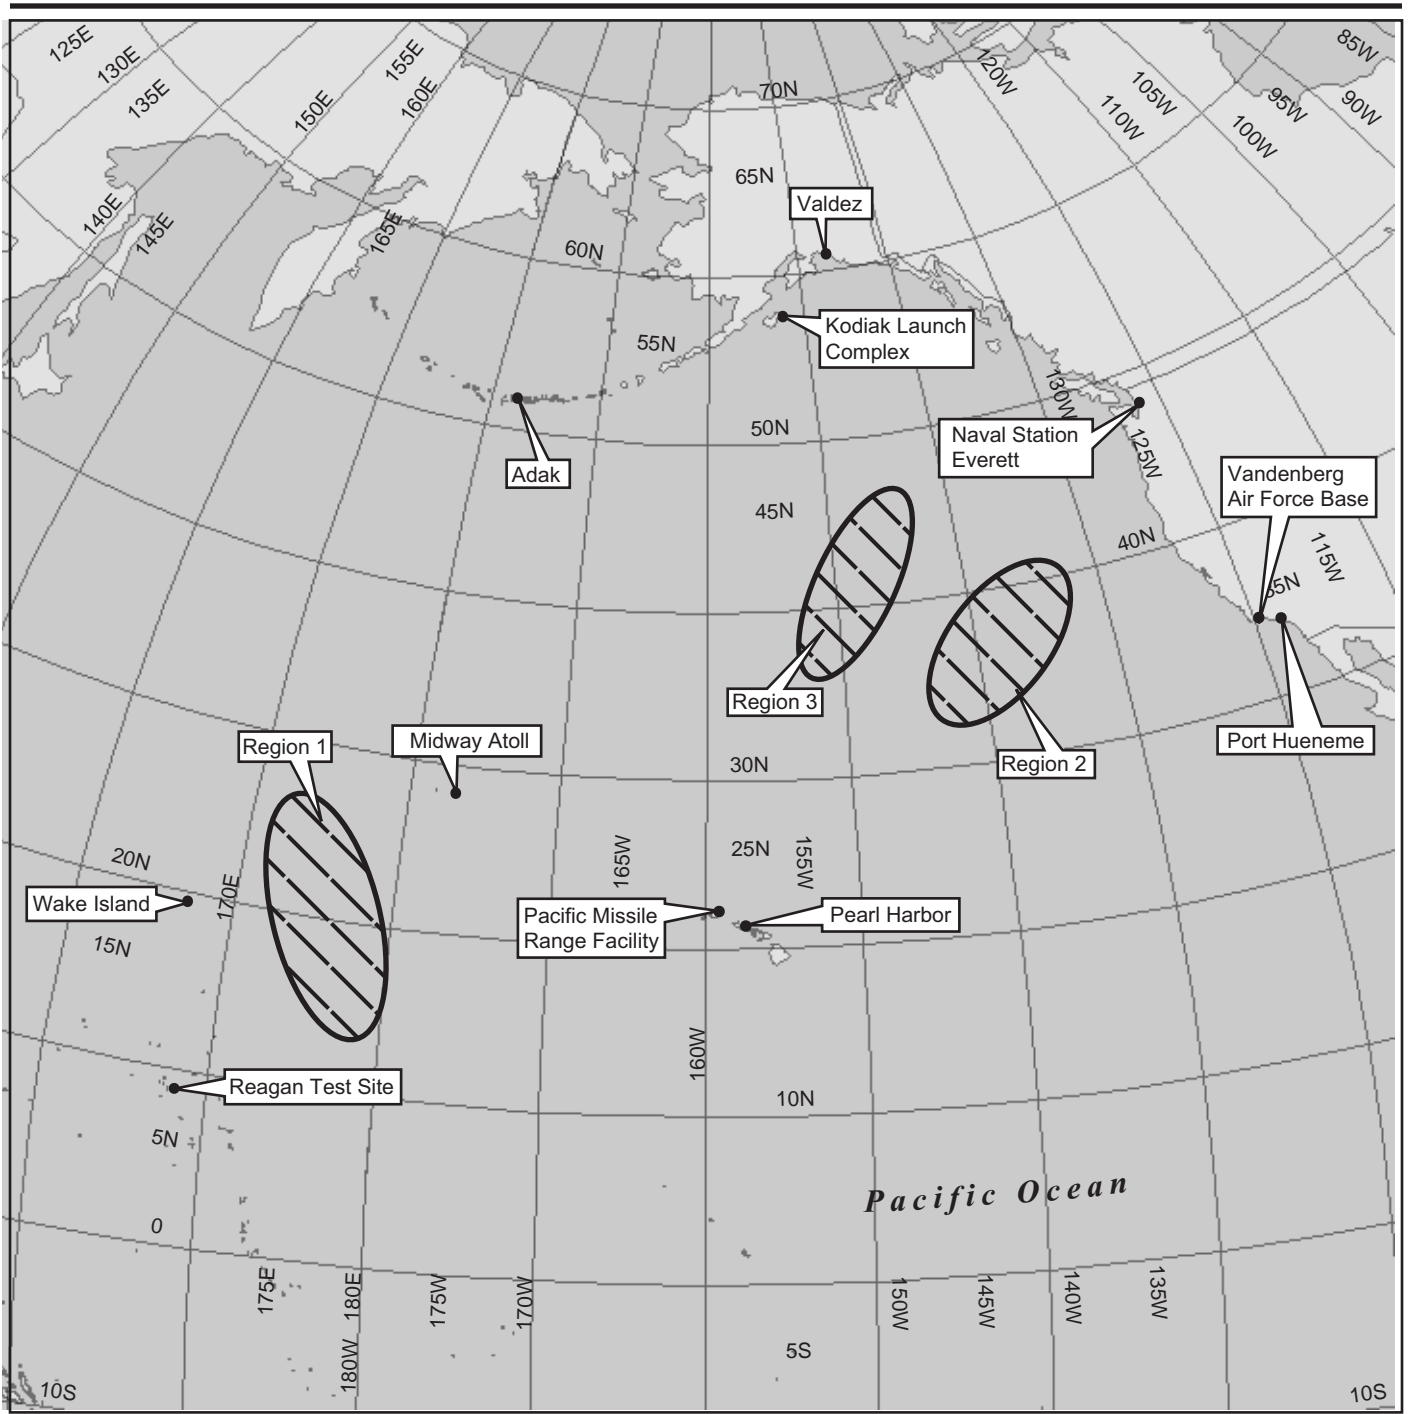 125E
130E
135E
150E
155E
160E
70N
120W
105W
110W
85W
95W
90W
100W
65N
140E
145E
165E
60N
Valdez
Kodiak Launch
Complex
55N
130W
50N
Naval Station
Everett
125W
Adak
Vandenberg
Air Force Base
45N
40N
115W
35N
Region 3
Region 1
Midway Atoll
30N
Region 2
Port Hueneme
20N
165W
25N
155W
Wake Island
170E
Pacific Missile
Range Facility
Pearl Harbor
15N
160W
Reagan Test Site
10N
5N
Pacific Ocean
0
175E
180E
175W
170W
150W
145W
140W
135W
180W
5S
10S
10S